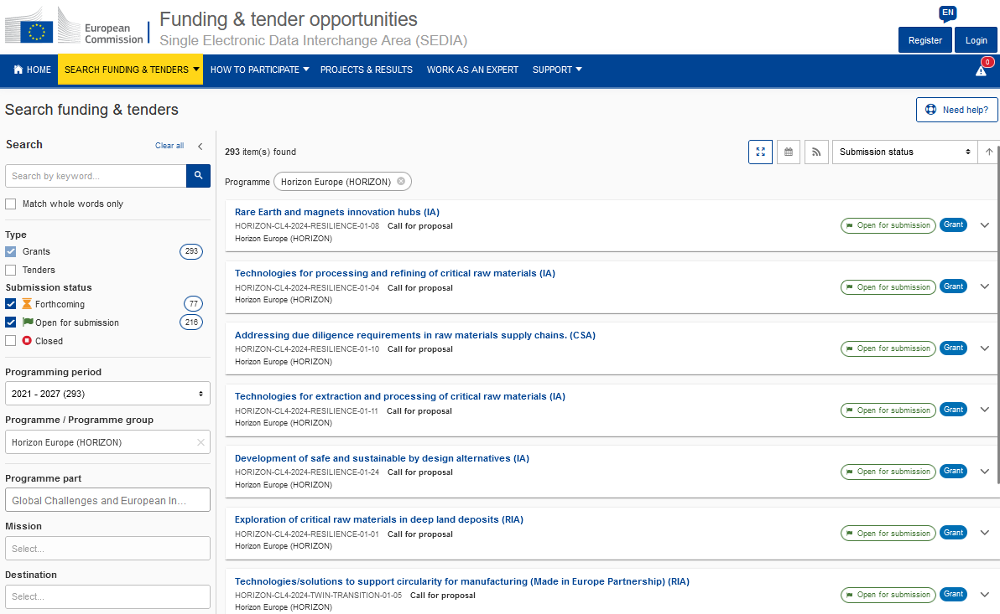 European
Commission
Funding & tender opportunities
Single Electronic Data Interchange Area (SEDIA)
EN
Register
Login
HOME
SEARCH FUNDING & TENDERS
HOW TO PARTICIPATE
PROJECTS & RESULTS
WORK AS AN EXPERT
SUPPORT
0
Search funding & tenders
Need help?
Search
Clear all
Search by keyword...
Match whole words only
Type
Grants
293
Tenders
Submission status
Forthcoming
77
Open for submission
216
Closed
Programming period
2021 - 2027 (293)
Programme / Programme group
Horizon Europe (HORIZON)
Programme part
Global Challenges and European In...
Mission
Select...
Destination
Select...
293 item(s) found
Submission status
Programme
Horizon Europe (HORIZON)
Rare Earth and magnets innovation hubs (IA)
HORIZON-CL4-2024-RESILIENCE-01-08 Call for proposal
Horizon Europe (HORIZON)
Open for submission
Grant
Technologies for processing and refining of critical raw materials (IA)
HORIZON-CL4-2024-RESILIENCE-01-04 Call for proposal
Horizon Europe (HORIZON)
Open for submission
Grant
Addressing due diligence requirements in raw materials supply chains. (CSA)
HORIZON-CL4-2024-RESILIENCE-01-10 Call for proposal
Horizon Europe (HORIZON)
Open for submission
Grant
Technologies for extraction and processing of critical raw materials (IA)
HORIZON-CL4-2024-RESILIENCE-01-11 Call for proposal
Horizon Europe (HORIZON)
Open for submission
Grant
Development of safe and sustainable by design alternatives (IA)
HORIZON-CL4-2024-RESILIENCE-01-24 Call for proposal
Horizon Europe (HORIZON)
Open for submission
Grant
Exploration of critical raw materials in deep land deposits (RIA)
HORIZON-CL4-2024-RESILIENCE-01-01 Call for proposal
Horizon Europe (HORIZON)
Open for submission
Grant
Technologies/solutions to support circularity for manufacturing (Made in Europe Partnership) (RIA)
HORIZON-CL4-2024-TWIN-TRANSITION-01-05 Call for proposal
Horizon Europe (HORIZON)
Open for submission
Grant